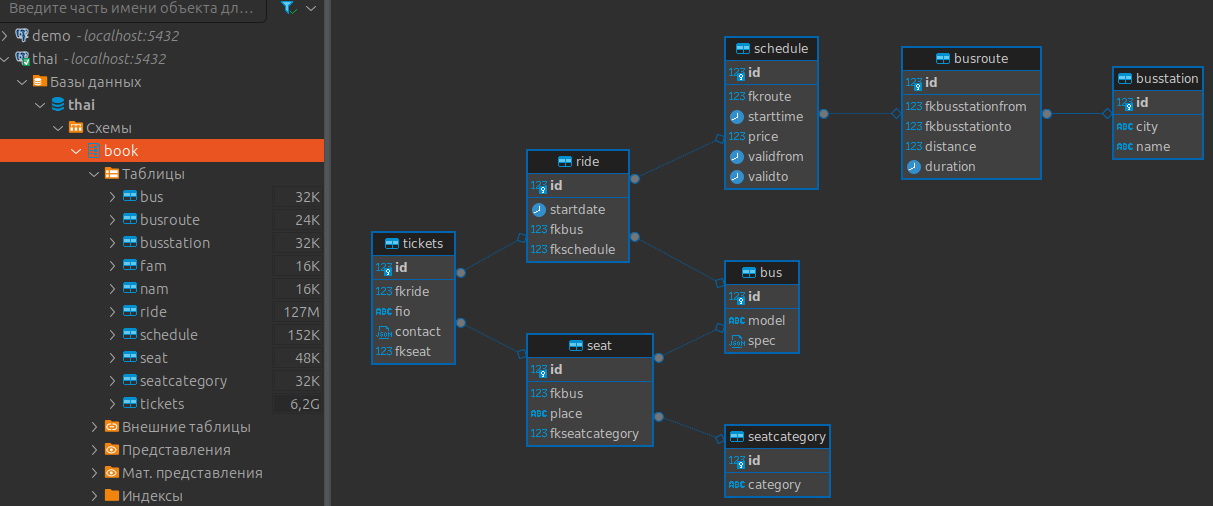 Введите часть имени объекта дл...
demo - localhost:5432
thai - localhost:5432
Базы данных
thai
Схемы
book
Таблицы
bus 32K
busroute 24K
busstation 32K
fam 16K
nam 16K
ride 127M
schedule 152K
seat 48K
seatcategory 32K
tickets 6,2G
Внешние таблицы
Представления
Мат. представления
Индексы
tickets
123 id
123 fkride
ABC fio
JSON contact
123 fkseat
ride
123 id
startdate
123 fkbus
123 fkschedule
seat
123 id
123 fkbus
ABC place
123 fkseatcategory
schedule
123 id
123 fkroute
starttime
123 price
validfrom
validto
bus
123 id
ABC model
JSON spec
seatcategory
123 id
ABC category
busroute
123 id
123 fkbusstationfrom
123 fkbusstationto
123 distance
duration
busstation
123 id
ABC city
ABC name